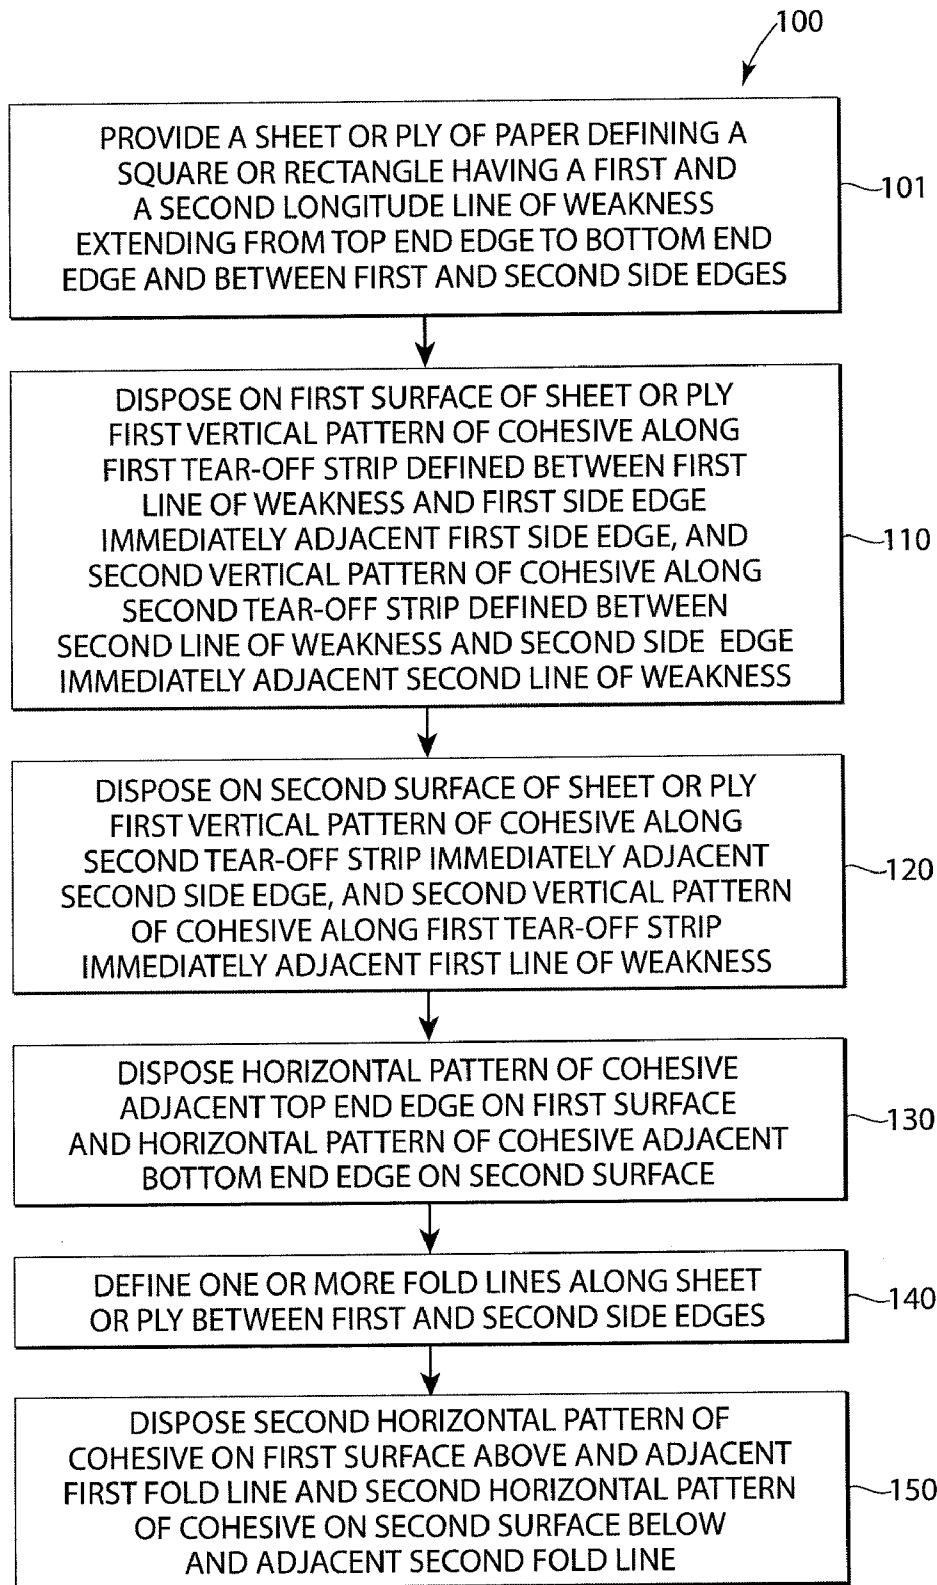 100
PROVIDE A SHEET OR PLY OF PAPER DEFINING A
SQUARE OR RECTANGLE HAVING A FIRST AND
A SECOND LONGITUDE LINE OF WEAKNESS
EXTENDING FROM TOP END EDGE TO BOTTOM END
EDGE AND BETWEEN FIRST AND SECOND SIDE EDGES
101
DISPOSE ON FIRST SURFACE OF SHEET OR PLY
FIRST VERTICAL PATTERN OF COHESIVE ALONG
FIRST TEAR-OFF STRIP DEFINED BETWEEN FIRST
LINE OF WEAKNESS AND FIRST SIDE EDGE
IMMEDIATELY ADJACENT FIRST SIDE EDGE, AND
SECOND VERTICAL PATTERN OF COHESIVE ALONG
SECOND TEAR-OFF STRIP DEFINED BETWEEN
SECOND LINE OF WEAKNESS AND SECOND SIDE EDGE
IMMEDIATELY ADJACENT SECOND LINE OF WEAKNESS
110
DISPOSE ON SECOND SURFACE OF SHEET OR PLY
FIRST VERTICAL PATTERN OF COHESIVE ALONG
SECOND TEAR-OFF STRIP IMMEDIATELY ADJACENT
SECOND SIDE EDGE, AND SECOND VERTICAL PATTERN
OF COHESIVE ALONG FIRST TEAR-OFF STRIP
IMMEDIATELY ADJACENT FIRST LINE OF WEAKNESS
120
DISPOSE HORIZONTAL PATTERN OF COHESIVE
ADJACENT TOP END EDGE ON FIRST SURFACE
AND HORIZONTAL PATTERN OF COHESIVE ADJACENT
BOTTOM END EDGE ON SECOND SURFACE
130
DEFINE ONE OR MORE FOLD LINES ALONG SHEET
OR PLY BETWEEN FIRST AND SECOND SIDE EDGES
140
DISPOSE SECOND HORIZONTAL PATTERN OF
COHESIVE ON FIRST SURFACE ABOVE AND ADJACENT
FIRST FOLD LINE AND SECOND HORIZONTAL PATTERN
OF COHESIVE ON SECOND SURFACE BELOW
AND ADJACENT SECOND FOLD LINE
150